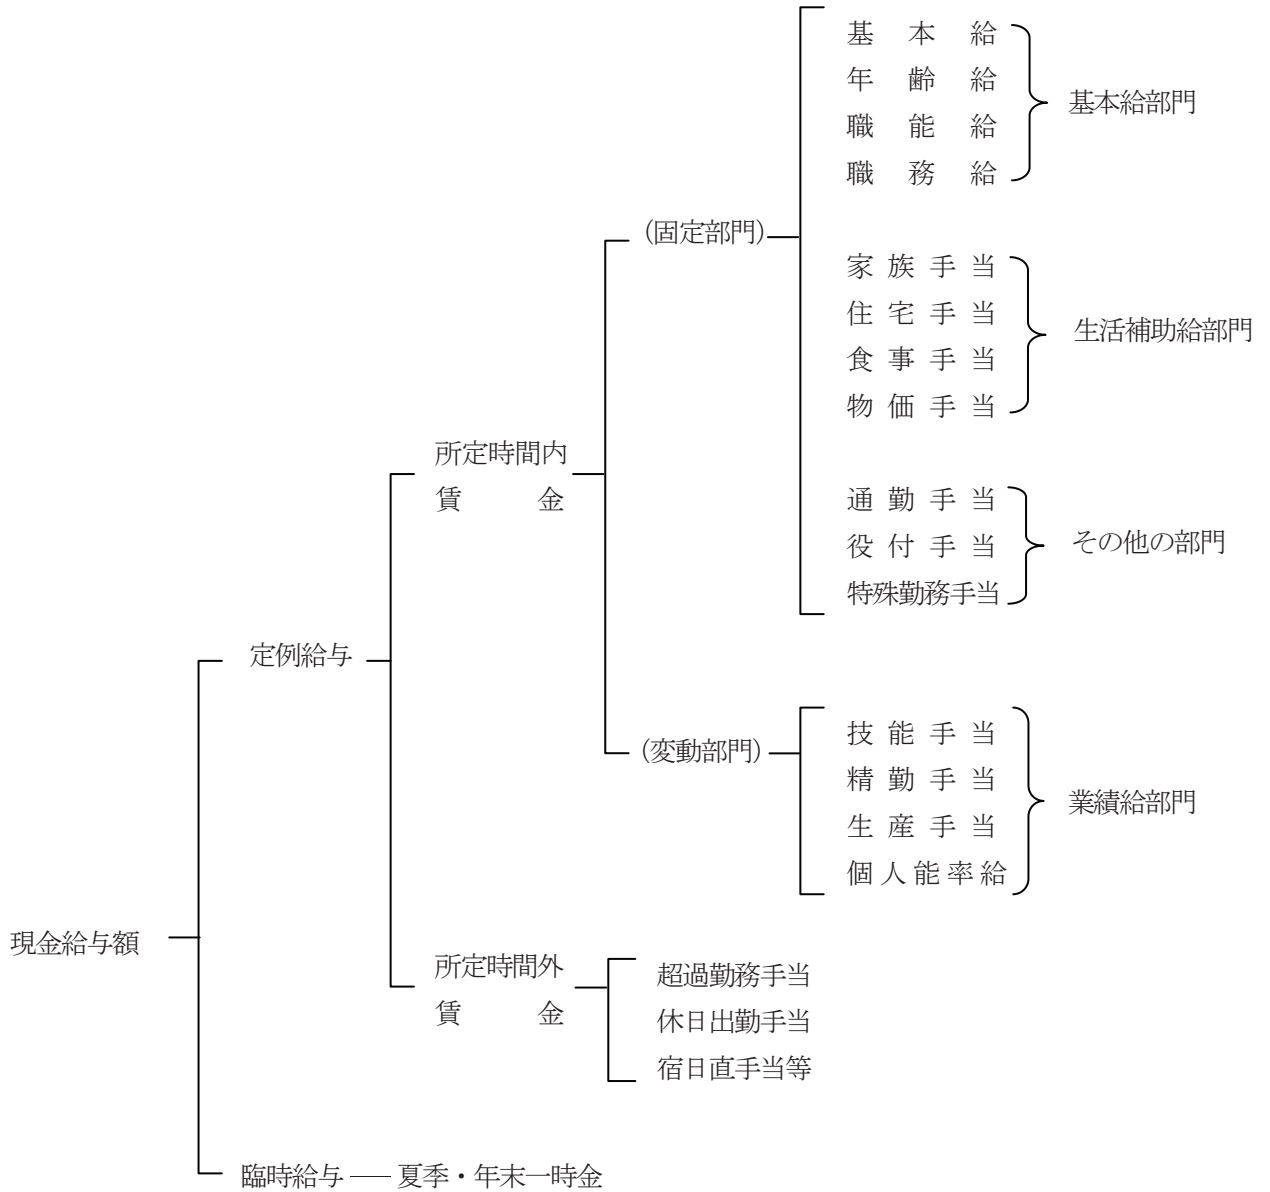 基本給
年齢給
職能給
職務給
基本給部門
(固定部門)
家族手当
住宅手当
食事手当
物価手当
生活補助給部門
所定時間内
賃金
通勤手当
役付手当
特殊勤務手当
その他の部門
定例給与
(変動部門)
技能手当
精勤手当
生産手当
個人能率給
業績給部門
現金給与額
所定時間外
賃金
超過勤務手当
休日出勤手当
宿日直手当等
臨時給与 ── 夏季・年末一時金